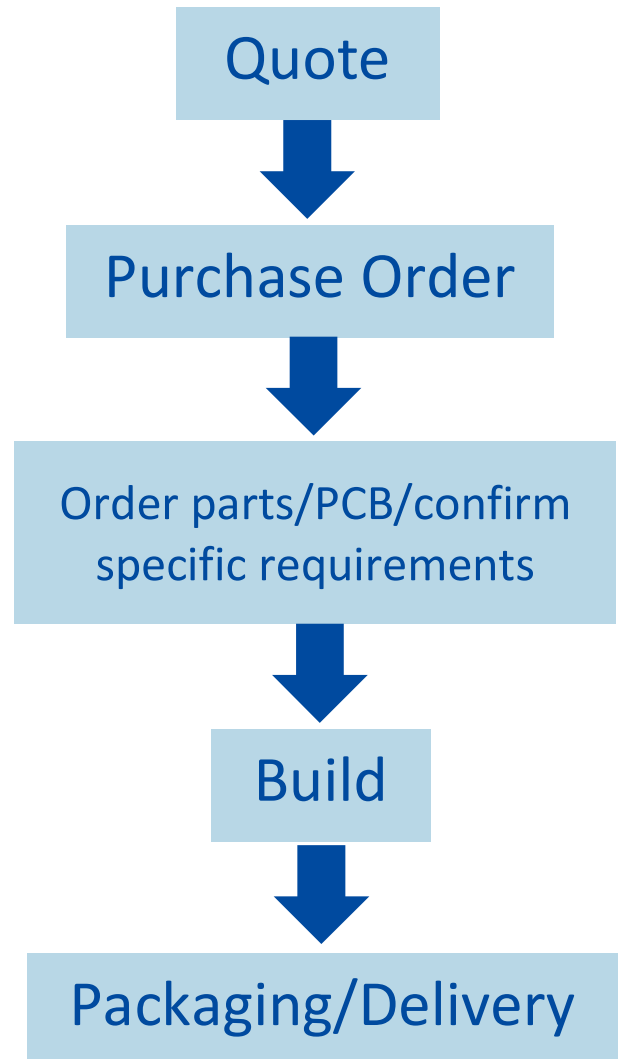 Quote
Purchase Order
Order parts/PCB/confirm
specific requirements
Build
Packaging/Delivery